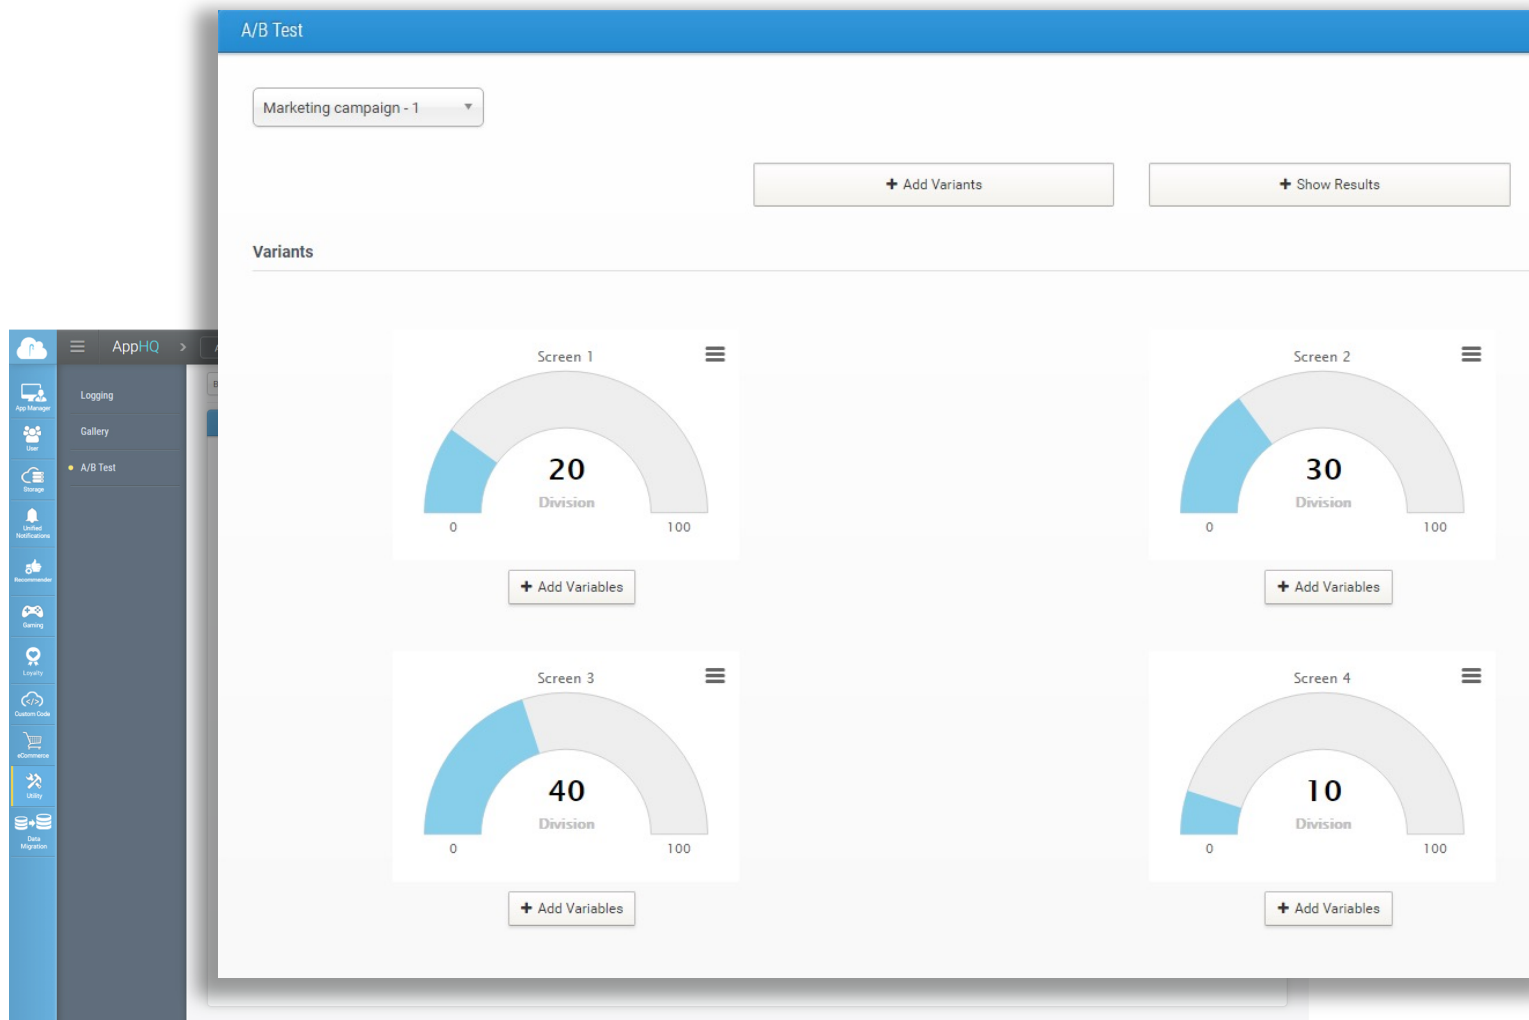 A/B Test
Marketing campaign - 1
+ Add Variants
+ Show Results
Variants
Screen 1
20
Division
0
100
+ Add Variables
Screen 2
30
Division
0
100
+ Add Variables
Screen 3
40
Division
0
100
+ Add Variables
Screen 4
10
Division
0
100
+ Add Variables
AppHQ
App Manager
User
Storage
Unified
Notifications
Recommender
Gaming
Loyalty
Custom Code
eCommerce
Utility
Data
Migration
Logging
Gallery
A/B Test